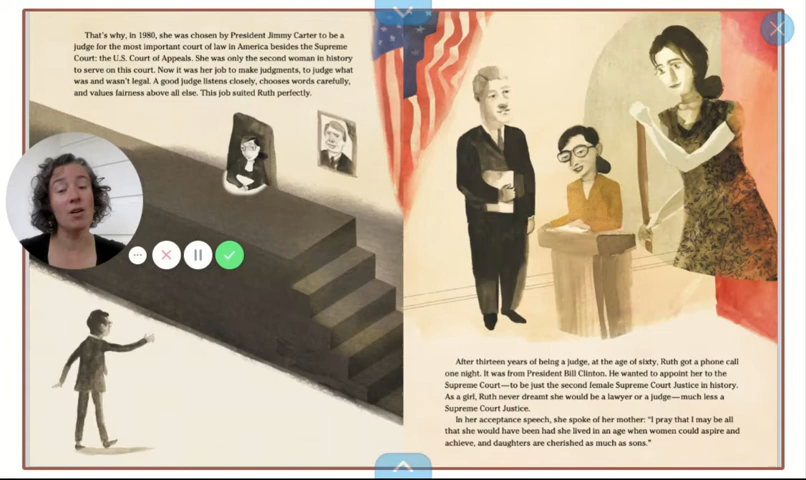 That's why, in 1980, she was chosen by President Jimmy Carter to be a
judge for the most important court of law in America besides the Supreme
Court: the U.S. Court of Appeals. She was only the second woman in history
to serve on this court. Now it was her job to make judgments, to judge what
was and wasn't legal. A good judge listens closely, chooses words carefully,
and values fairness above all else. This job suited Ruth perfectly.
After thirteen years of being a judge, at the age of sixty, Ruth got a phone call
one night. It was from President Bill Clinton. He wanted to appoint her to the
Supreme Court—to be just the second female Supreme Court Justice in history.
As a girl, Ruth never dreamt she would be a lawyer or a judge—much less a
Supreme Court Justice.
In her acceptance speech, she spoke of her mother: "I pray that I may be all
that she would have been had she lived in an age when women could aspire and
achieve, and daughters are cherished as much as sons."